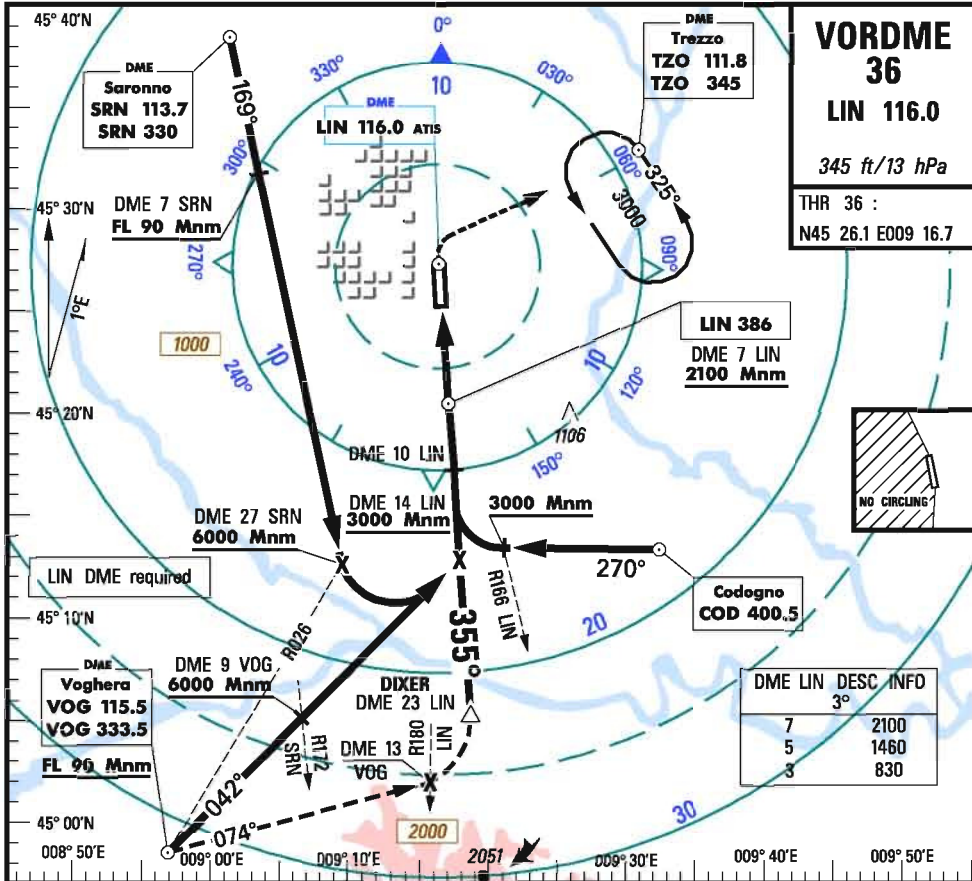 45° 40'N
DME
Saronno
SRN 113.7
SRN 330
169°
330°
0°
10
030°
DME
Trezzo
TZO 111.8
TZO 345
VORDME
36
LIN 116.0
345 ft/13 hPa
THR 36 :
N45 26.1 E009 16.7
DME
LIN 116.0 ATIS
300°
060°
325°
3000
45° 30'N
DME 7 SRN
FL 90 Mnm
270°
090°
1°E
1000
10
240°
LIN 386
DME 7 LIN
2100 Mnm
10
120°
45° 20'N
1106
150°
DME 10 LIN
NO CIRCLING
DME 14 LIN
3000 Mnm
3000 Mnm
DME 27 SRN
6000 Mnm
270°
R166 LIN
LIN DME required
Codogno
COD 400.5
45° 10'N
R026
355°
20
DME
Voghera
VOG 115.5
VOG 333.5
FL 90 Mnm
DME 9 VOG
6000 Mnm
R172
SRN
DIXER
DME 23 LIN
R180
LIN
DME 13
VOG
DME LIN DESC INFO
3°
7 2100
5 1460
3 830
042°
074°
30
45° 00'N
2000
2051
008° 50'E
009° 00'E
009° 10'E
009° 30'E
009° 40'E
009° 50'E